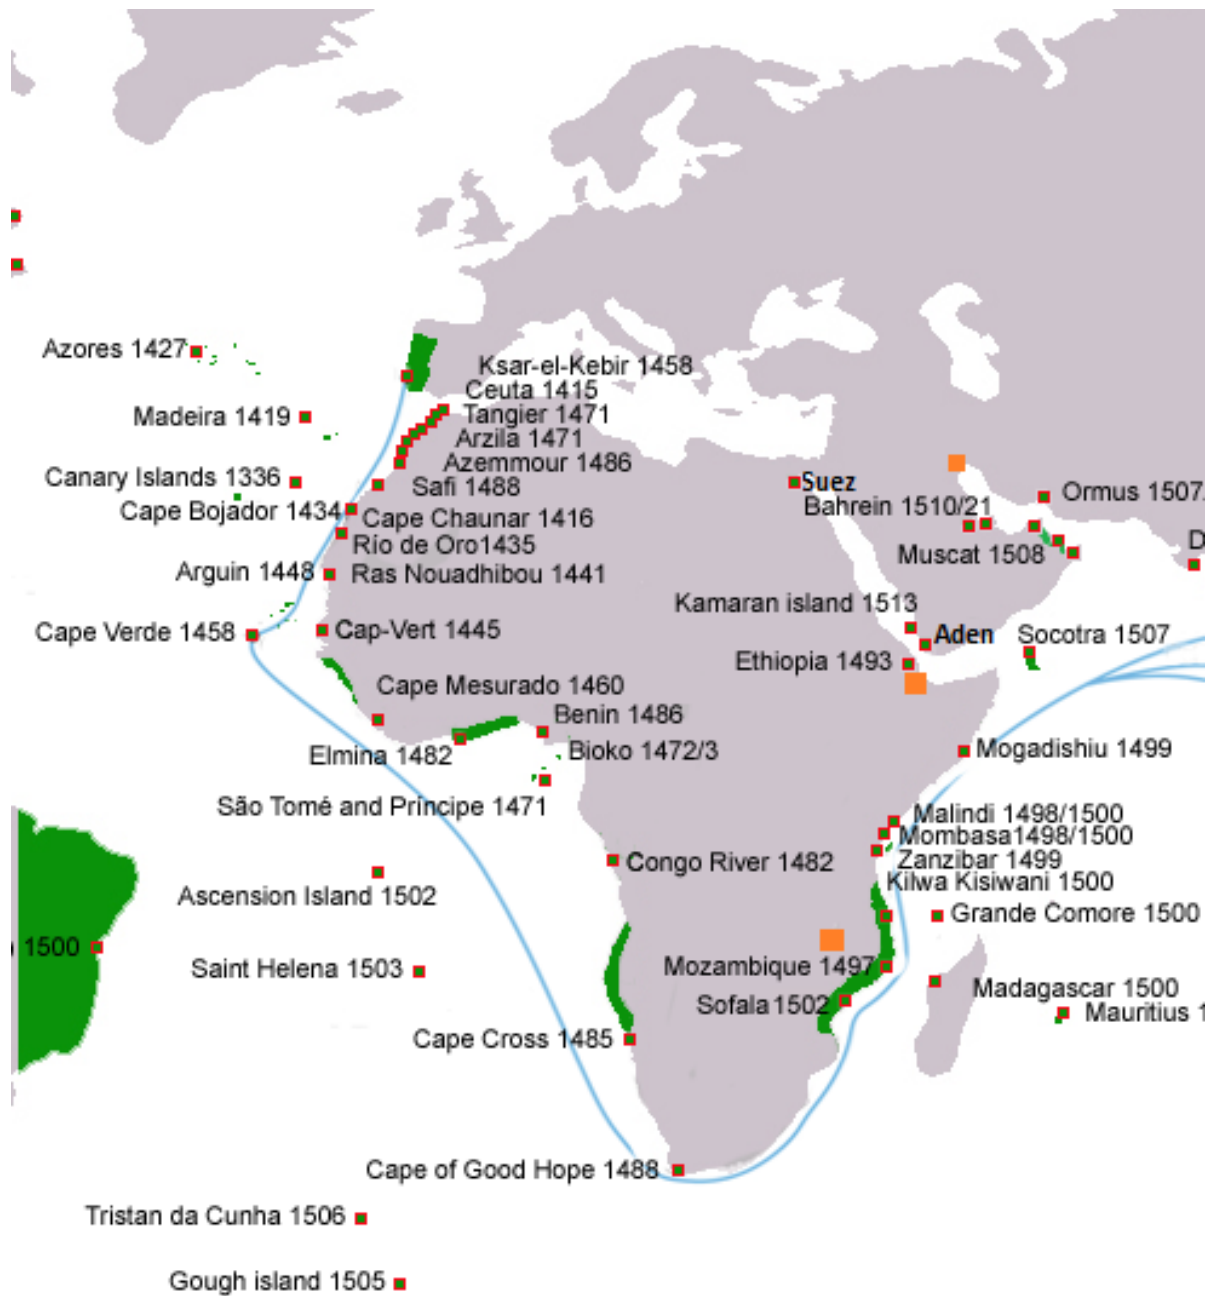 Azores 1427
Ksar-el-Kebir 1458
Ceuta 1415
Madeira 1419
Tangier 1471
Arzila 1471
Azemmour 1486
Canary Islands 1336
Safi 1488
Suez
Ormus 1507
Bahrein 1510/21
Cape Bojador 1434
Cape Chaunar 1416
Río de Oro1435
D
Muscat 1508
Arguin 1448
Ras Nouadhibou 1441
Kamaran island 1513
Cape Verde 1458
Cap-Vert 1445
Aden
Socotra 1507
Ethiopia 1493
Cape Mesurado 1460
Benin 1486
Elmina 1482
Bioko 1472/3
Mogadishiu 1499
São Tomé and Príncipe 1471
Malindi 1498/1500
Mombasa1498/1500
Zanzibar 1499
Congo River 1482
Kilwa Kisiwani 1500
Ascension Island 1502
Grande Comore 1500
1500
Saint Helena 1503
Mozambique 1497
Madagascar 1500
Sofala 1502
Mauritius 1
Cape Cross 1485
Cape of Good Hope 1488
Tristan da Cunha 1506
Gough island 1505